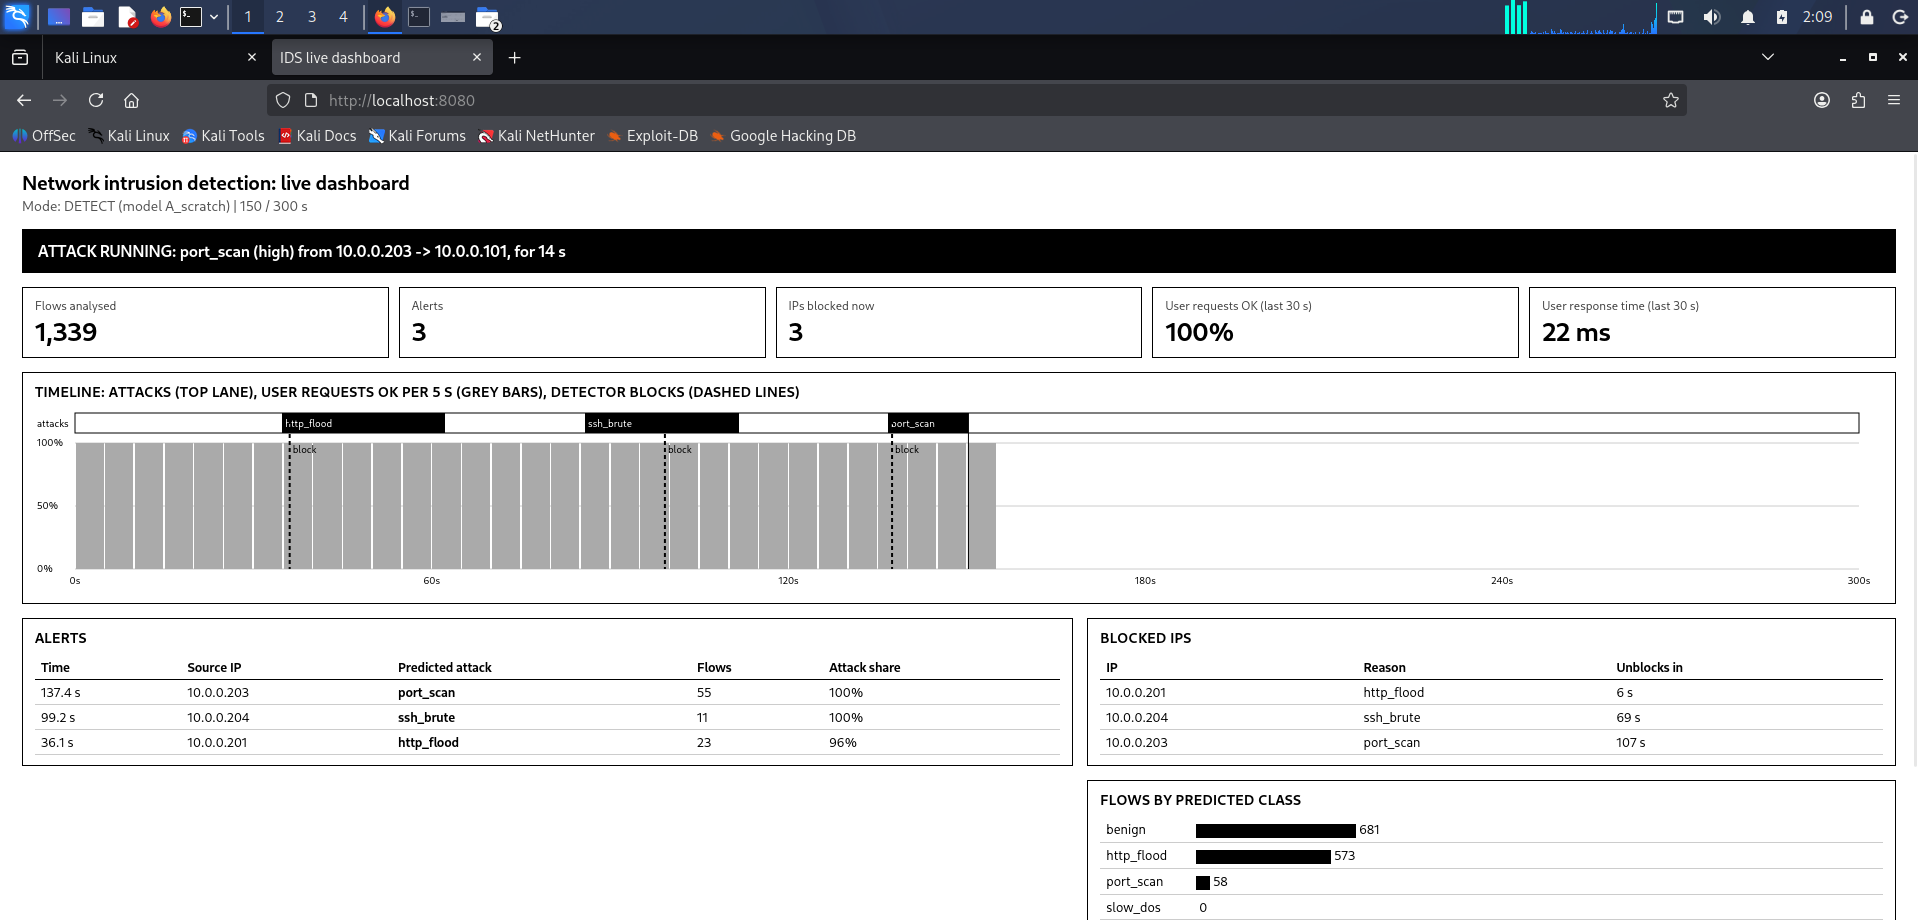 1 2 3 4 2 2:09
Kali Linux IDS live dashboard
http://localhost:8080
OffSec Kali Linux Kali Tools Kali Docs Kali Forums Kali NetHunter Exploit-DB Google Hacking DB
Network intrusion detection: live dashboard
Mode: DETECT (model A_scratch) | 150 / 300 s
ATTACK RUNNING: port_scan (high) from 10.0.0.203 -> 10.0.0.101, for 14 s
Flows analysed Alerts IPs blocked now User requests OK (last 30 s) User response time (last 30 s)
1,339 3 3 100% 22 ms
TIMELINE: ATTACKS (TOP LANE), USER REQUESTS OK PER 5 S (GREY BARS), DETECTOR BLOCKS (DASHED LINES)
attacks http_flood ssh_brute port_scan
100%
block block block
50%
0%
0s 60s 120s 180s 240s 300s
ALERTS
Time Source IP Predicted attack Flows Attack share
137.4 s 10.0.0.203 port_scan 55 100%
99.2 s 10.0.0.204 ssh_brute 11 100%
36.1 s 10.0.0.201 http_flood 23 96%
BLOCKED IPS
IP Reason Unblocks in
10.0.0.201 http_flood 6 s
10.0.0.204 ssh_brute 69 s
10.0.0.203 port_scan 107 s
FLOWS BY PREDICTED CLASS
benign 681
http_flood 573
port_scan 58
slow_dos 0